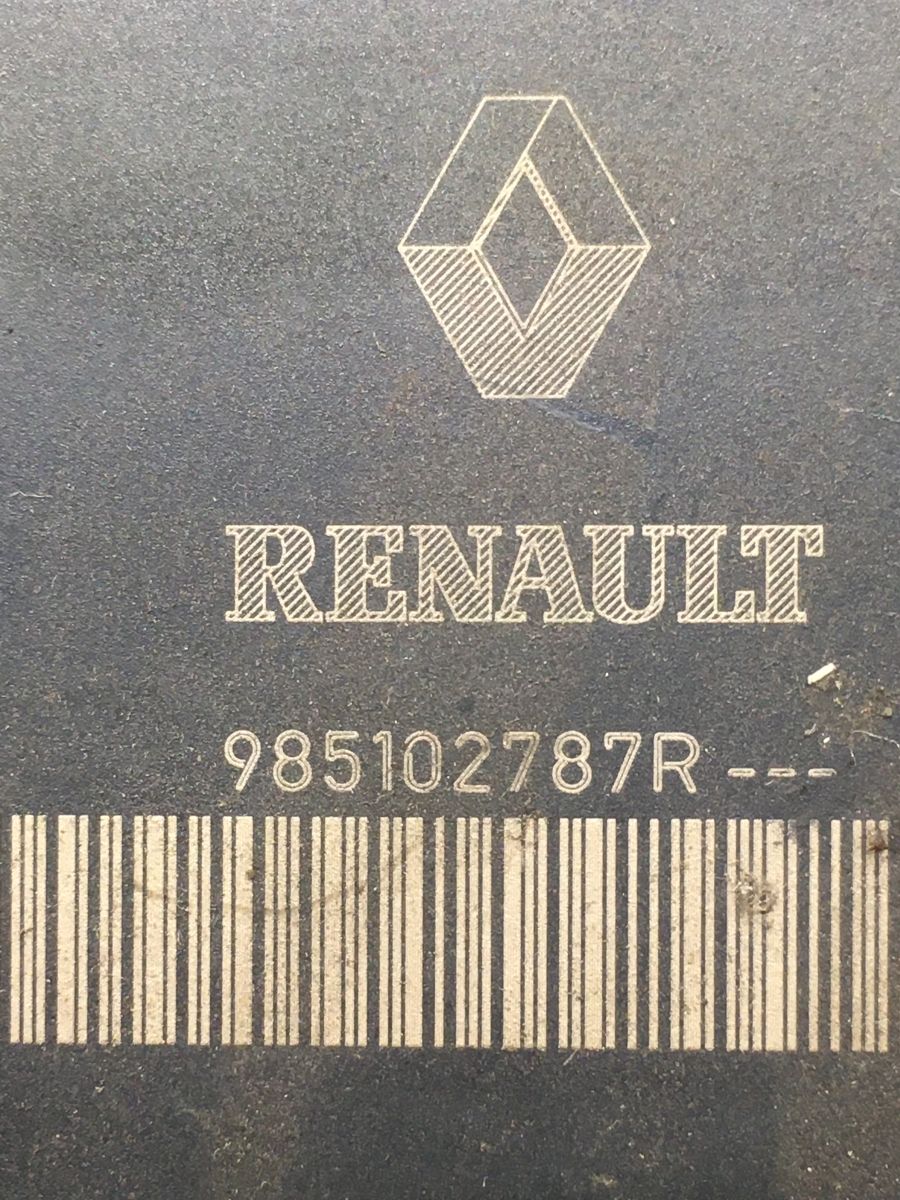 RENAULT
985102787R ---